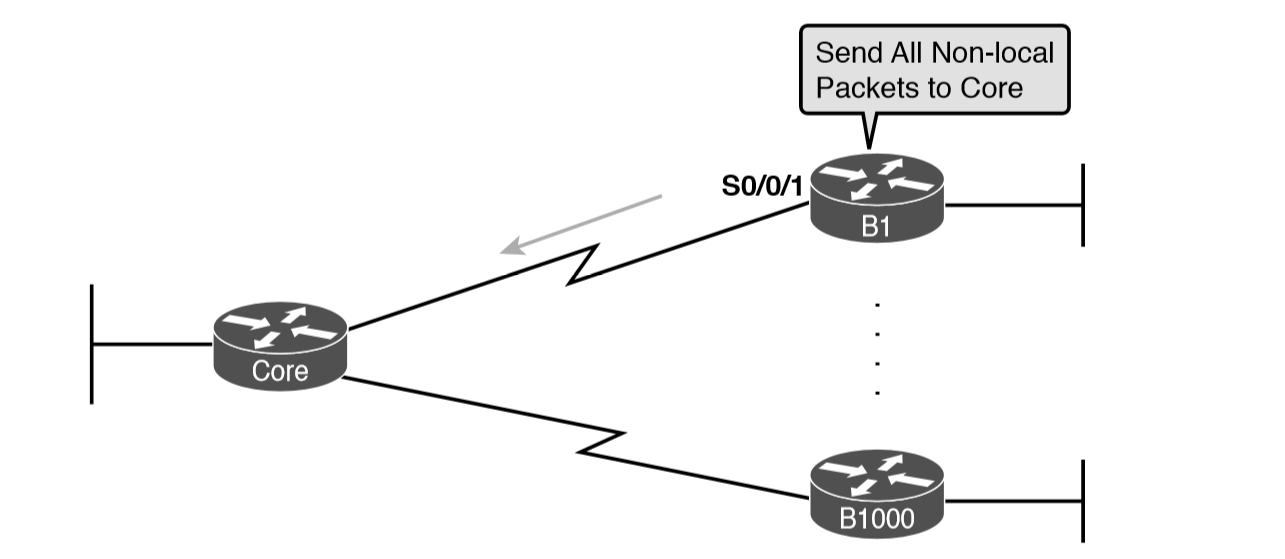 Send All Non-local
Packets to Core
S0/0/1
B1
Core
B1000